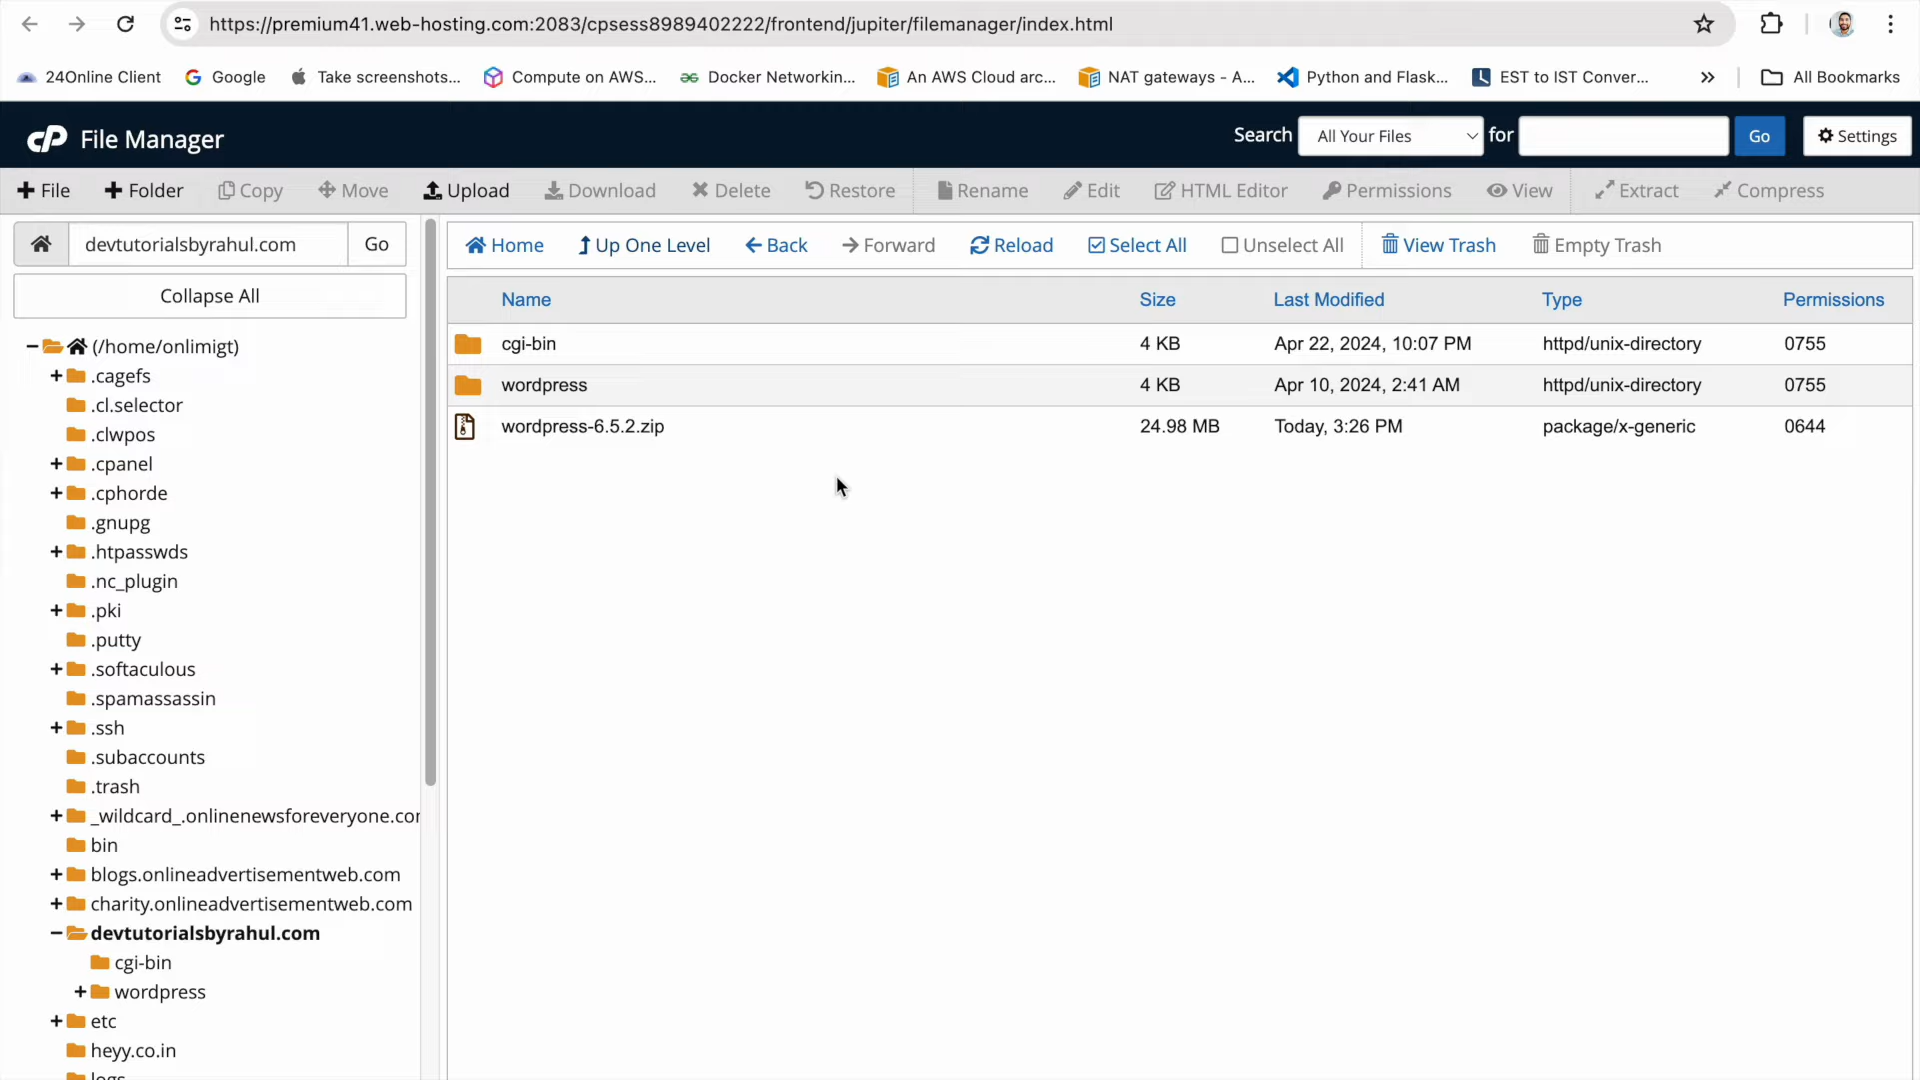 https://premium41.web-hosting.com:2083/cpsess8989402222/frontend/jupiter/filemanager/index.html
24Online Client Google Take screenshots... Compute on AWS... Docker Networkin... An AWS Cloud arc... NAT gateways - A... Python and Flask... EST to IST Conver... » All Bookmarks
cP File Manager Search All Your Files for Go Settings
File Folder Copy Move Upload Download Delete Restore Rename Edit HTML Editor Permissions View Extract Compress
devtutorialsbyrahul.com Go
Home Up One Level Back Forward Reload Select All Unselect All View Trash Empty Trash
Collapse All
Name Size Last Modified Type Permissions
cgi-bin 4 KB Apr 22, 2024, 10:07 PM httpd/unix-directory 0755
wordpress 4 KB Apr 10, 2024, 2:41 AM httpd/unix-directory 0755
wordpress-6.5.2.zip 24.98 MB Today, 3:26 PM package/x-generic 0644
(/home/onlimigt)
.cagefs
.cl.selector
.clwpos
.cpanel
.cphorde
.gnupg
.htpasswds
.nc_plugin
.pki
.putty
.softaculous
.spamassassin
.ssh
.subaccounts
.trash
_wildcard_.onlinenewsforeveryone.cor
bin
blogs.onlineadvertisementweb.com
charity.onlineadvertisementweb.com
devtutorialsbyrahul.com
cgi-bin
wordpress
etc
heyy.co.in
logs